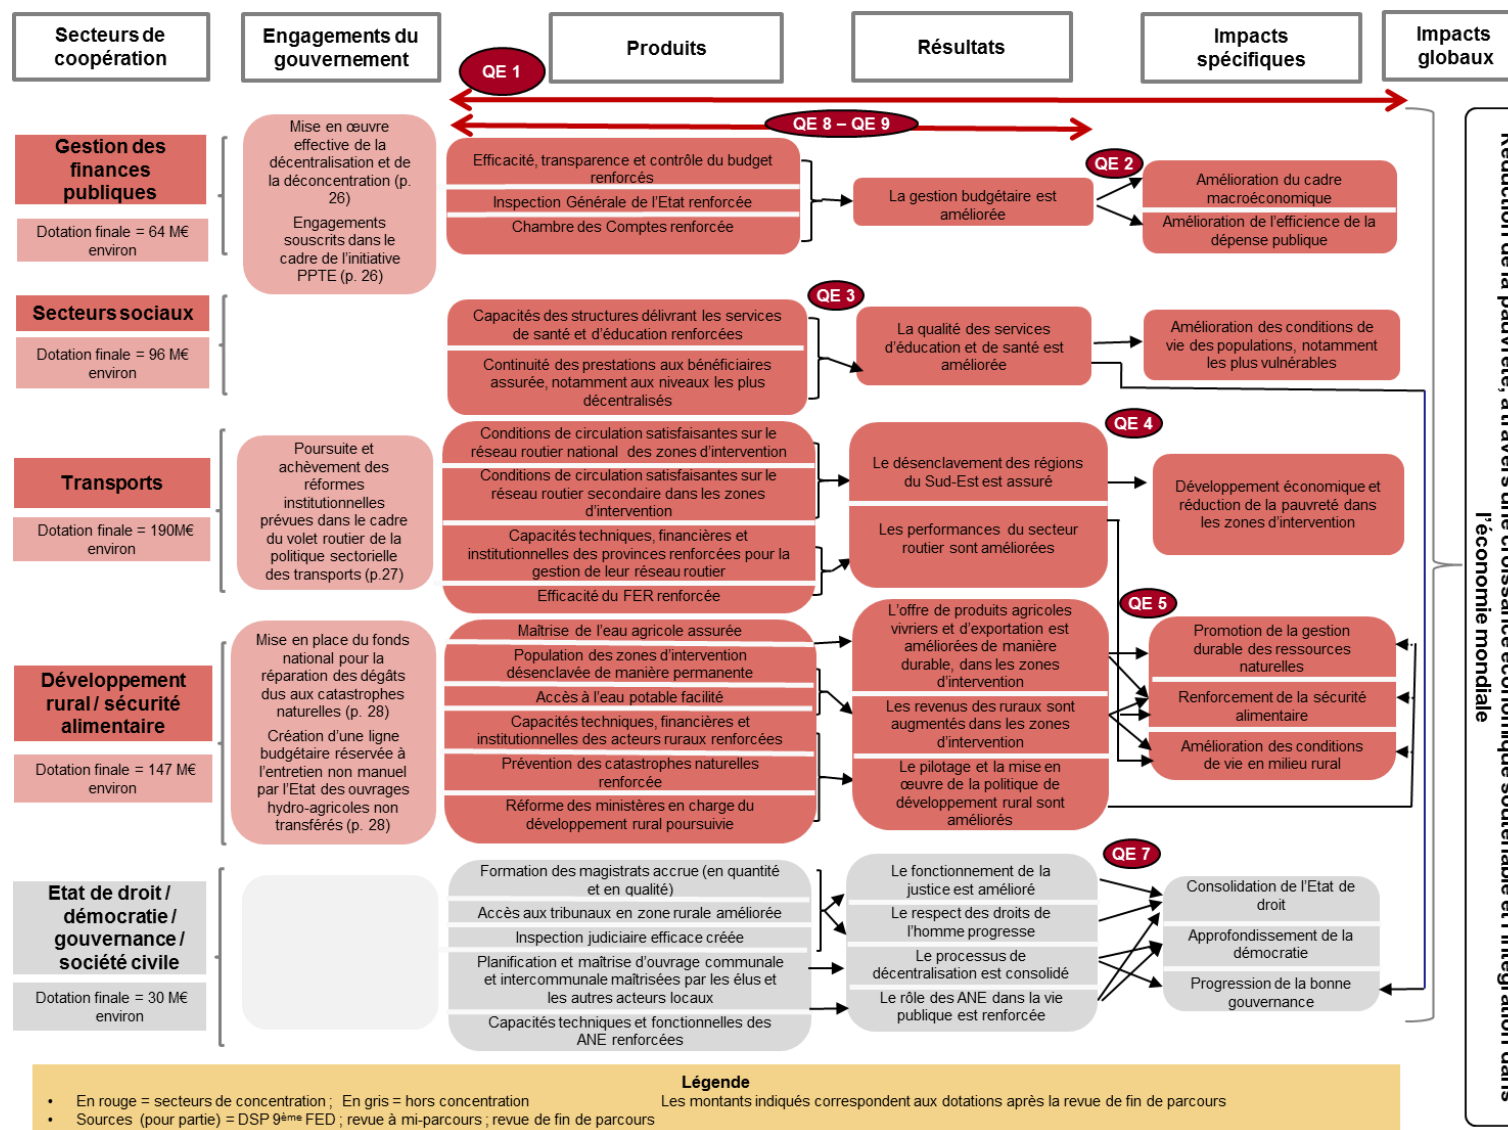 Secteurs de
coopération
Engagements du
gouvernement
Produits
Résultats
Impacts
spécifiques
Impacts
globaux
QE 1
QE 8 – QE 9
Gestion des
finances
publiques
Dotation finale = 64 M€
environ
Mise en œuvre
effective de la
décentralisation et de
la déconcentration (p.
26)
Engagements
souscrits dans le
cadre de l'initiative
PPTE (p. 26)
Efficacité, transparence et contrôle du budget
renforcés
Inspection Générale de l'Etat renforcée
Chambre des Comptes renforcée
La gestion budgétaire est
améliorée
QE 2
Amélioration du cadre
macroéconomique
Amélioration de l'efficience de la
dépense publique
Secteurs sociaux
Dotation finale = 96 M€
environ
Capacités des structures délivrant les services
de santé et d'éducation renforcées
Continuité des prestations aux bénéficiaires
assurée, notamment aux niveaux les plus
décentralisés
QE 3
La qualité des services
d'éducation et de santé est
améliorée
Amélioration des conditions de
vie des populations, notamment
les plus vulnérables
Transports
Dotation finale = 190M€
environ
Poursuite et
achèvement des
réformes
institutionnelles
prévues dans le cadre
du volet routier de la
politique sectorielle
des transports (p.27)
Conditions de circulation satisfaisantes sur le
réseau routier national des zones d'intervention
Conditions de circulation satisfaisantes sur le
réseau routier secondaire dans les zones
d'intervention
Capacités techniques, financières et
institutionnelles des provinces renforcées pour la
gestion de leur réseau routier
Efficacité du FER renforcée
Le désenclavement des régions
du Sud-Est est assuré
Les performances du secteur
routier sont améliorées
QE 4
Développement économique et
réduction de la pauvreté dans
les zones d'intervention
Développement
rural / sécurité
alimentaire
Dotation finale = 147 M€
environ
Mise en place du fonds
national pour la
réparation des dégâts
dus aux catastrophes
naturelles (p. 28)
Création d'une ligne
budgétaire réservée à
l'entretien non manuel
par l'Etat des ouvrages
hydro-agricoles non
transférés (p. 28)
Maîtrise de l'eau agricole assurée
Population des zones d'intervention
désenclavée de manière permanente
Accès à l'eau potable facilité
Capacités techniques, financières et
institutionnelles des acteurs ruraux renforcées
Prévention des catastrophes naturelles
renforcée
Réforme des ministères en charge du
développement rural poursuivie
L'offre de produits agricoles
vivriers et d'exportation est
améliorées de manière
durable, dans les zones
d'intervention
Les revenus des ruraux sont
augmentés dans les zones
d'intervention
Le pilotage et la mise en
œuvre de la politique de
développement rural sont
améliorés
QE 5
Promotion de la gestion
durable des ressources
naturelles
Renforcement de la sécurité
alimentaire
Amélioration des conditions
de vie en milieu rural
Etat de droit /
démocratie /
gouvernance /
société civile
Dotation finale = 30 M€
environ
Formation des magistrats accrue (en quantité
et en qualité)
Accès aux tribunaux en zone rurale améliorée
Inspection judiciaire efficace créée
Planification et maîtrise d'ouvrage communale
et intercommunale maîtrisées par les élus et
les autres acteurs locaux
Capacités techniques et fonctionnelles des
ANE renforcées
Le fonctionnement de la
justice est amélioré
Le respect des droits de
l'homme progresse
Le processus de
décentralisation est consolidé
Le rôle des ANE dans la vie
publique est renforcée
QE 7
Consolidation de l'Etat de
droit
Approfondissement de la
démocratie
Progression de la bonne
gouvernance
Réduction de la pauvreté, à travers une croissance économique soutenable et l'intégration dans
l'économie mondiale
Légende
• En rouge = secteurs de concentration ; En gris = hors concentration Les montants indiqués correspondent aux dotations après la revue de fin de parcours
• Sources (pour partie) = DSP 9ème FED ; revue à mi-parcours ; revue de fin de parcours